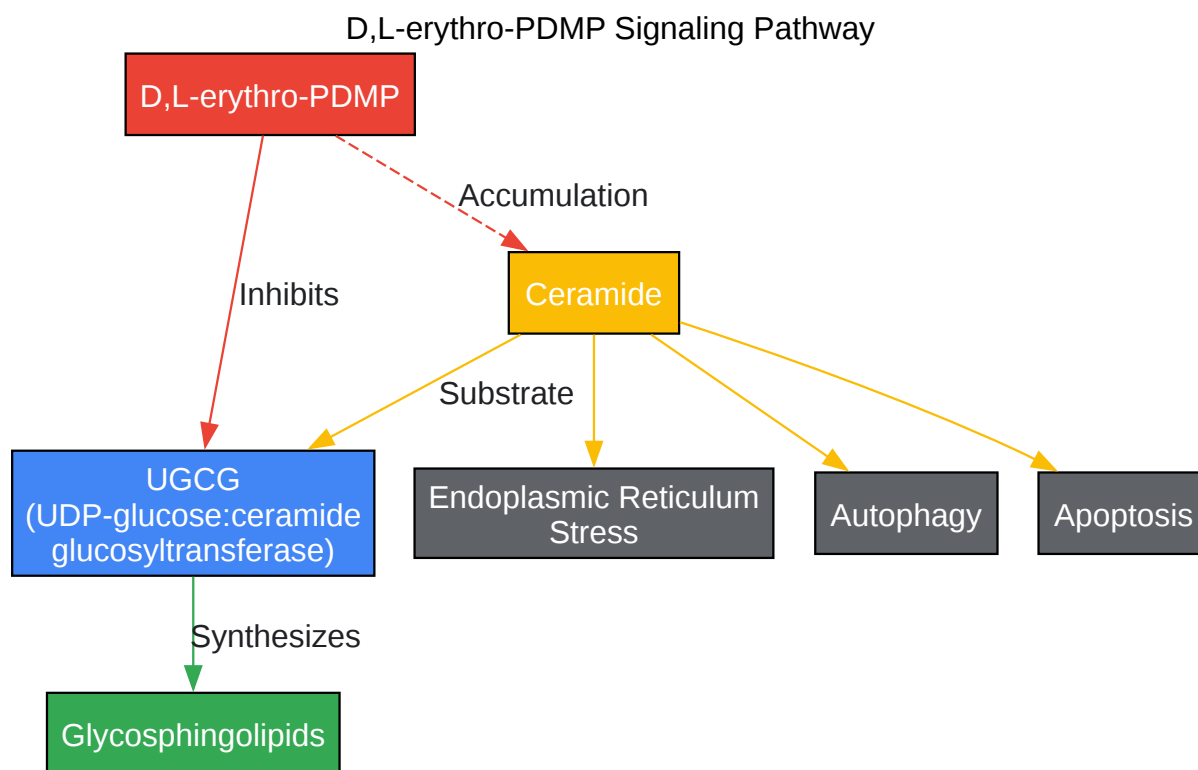 D,L-erythro-PDMP Signaling Pathway
D,L-erythro-PDMP
Accumulation
Inhibits
Ceramide
Substrate
UGCG
(UDP-glucose:ceramide
glucosyltransferase)
Endoplasmic Reticulum
Stress
Autophagy
Apoptosis
Synthesizes
Glycosphingolipids